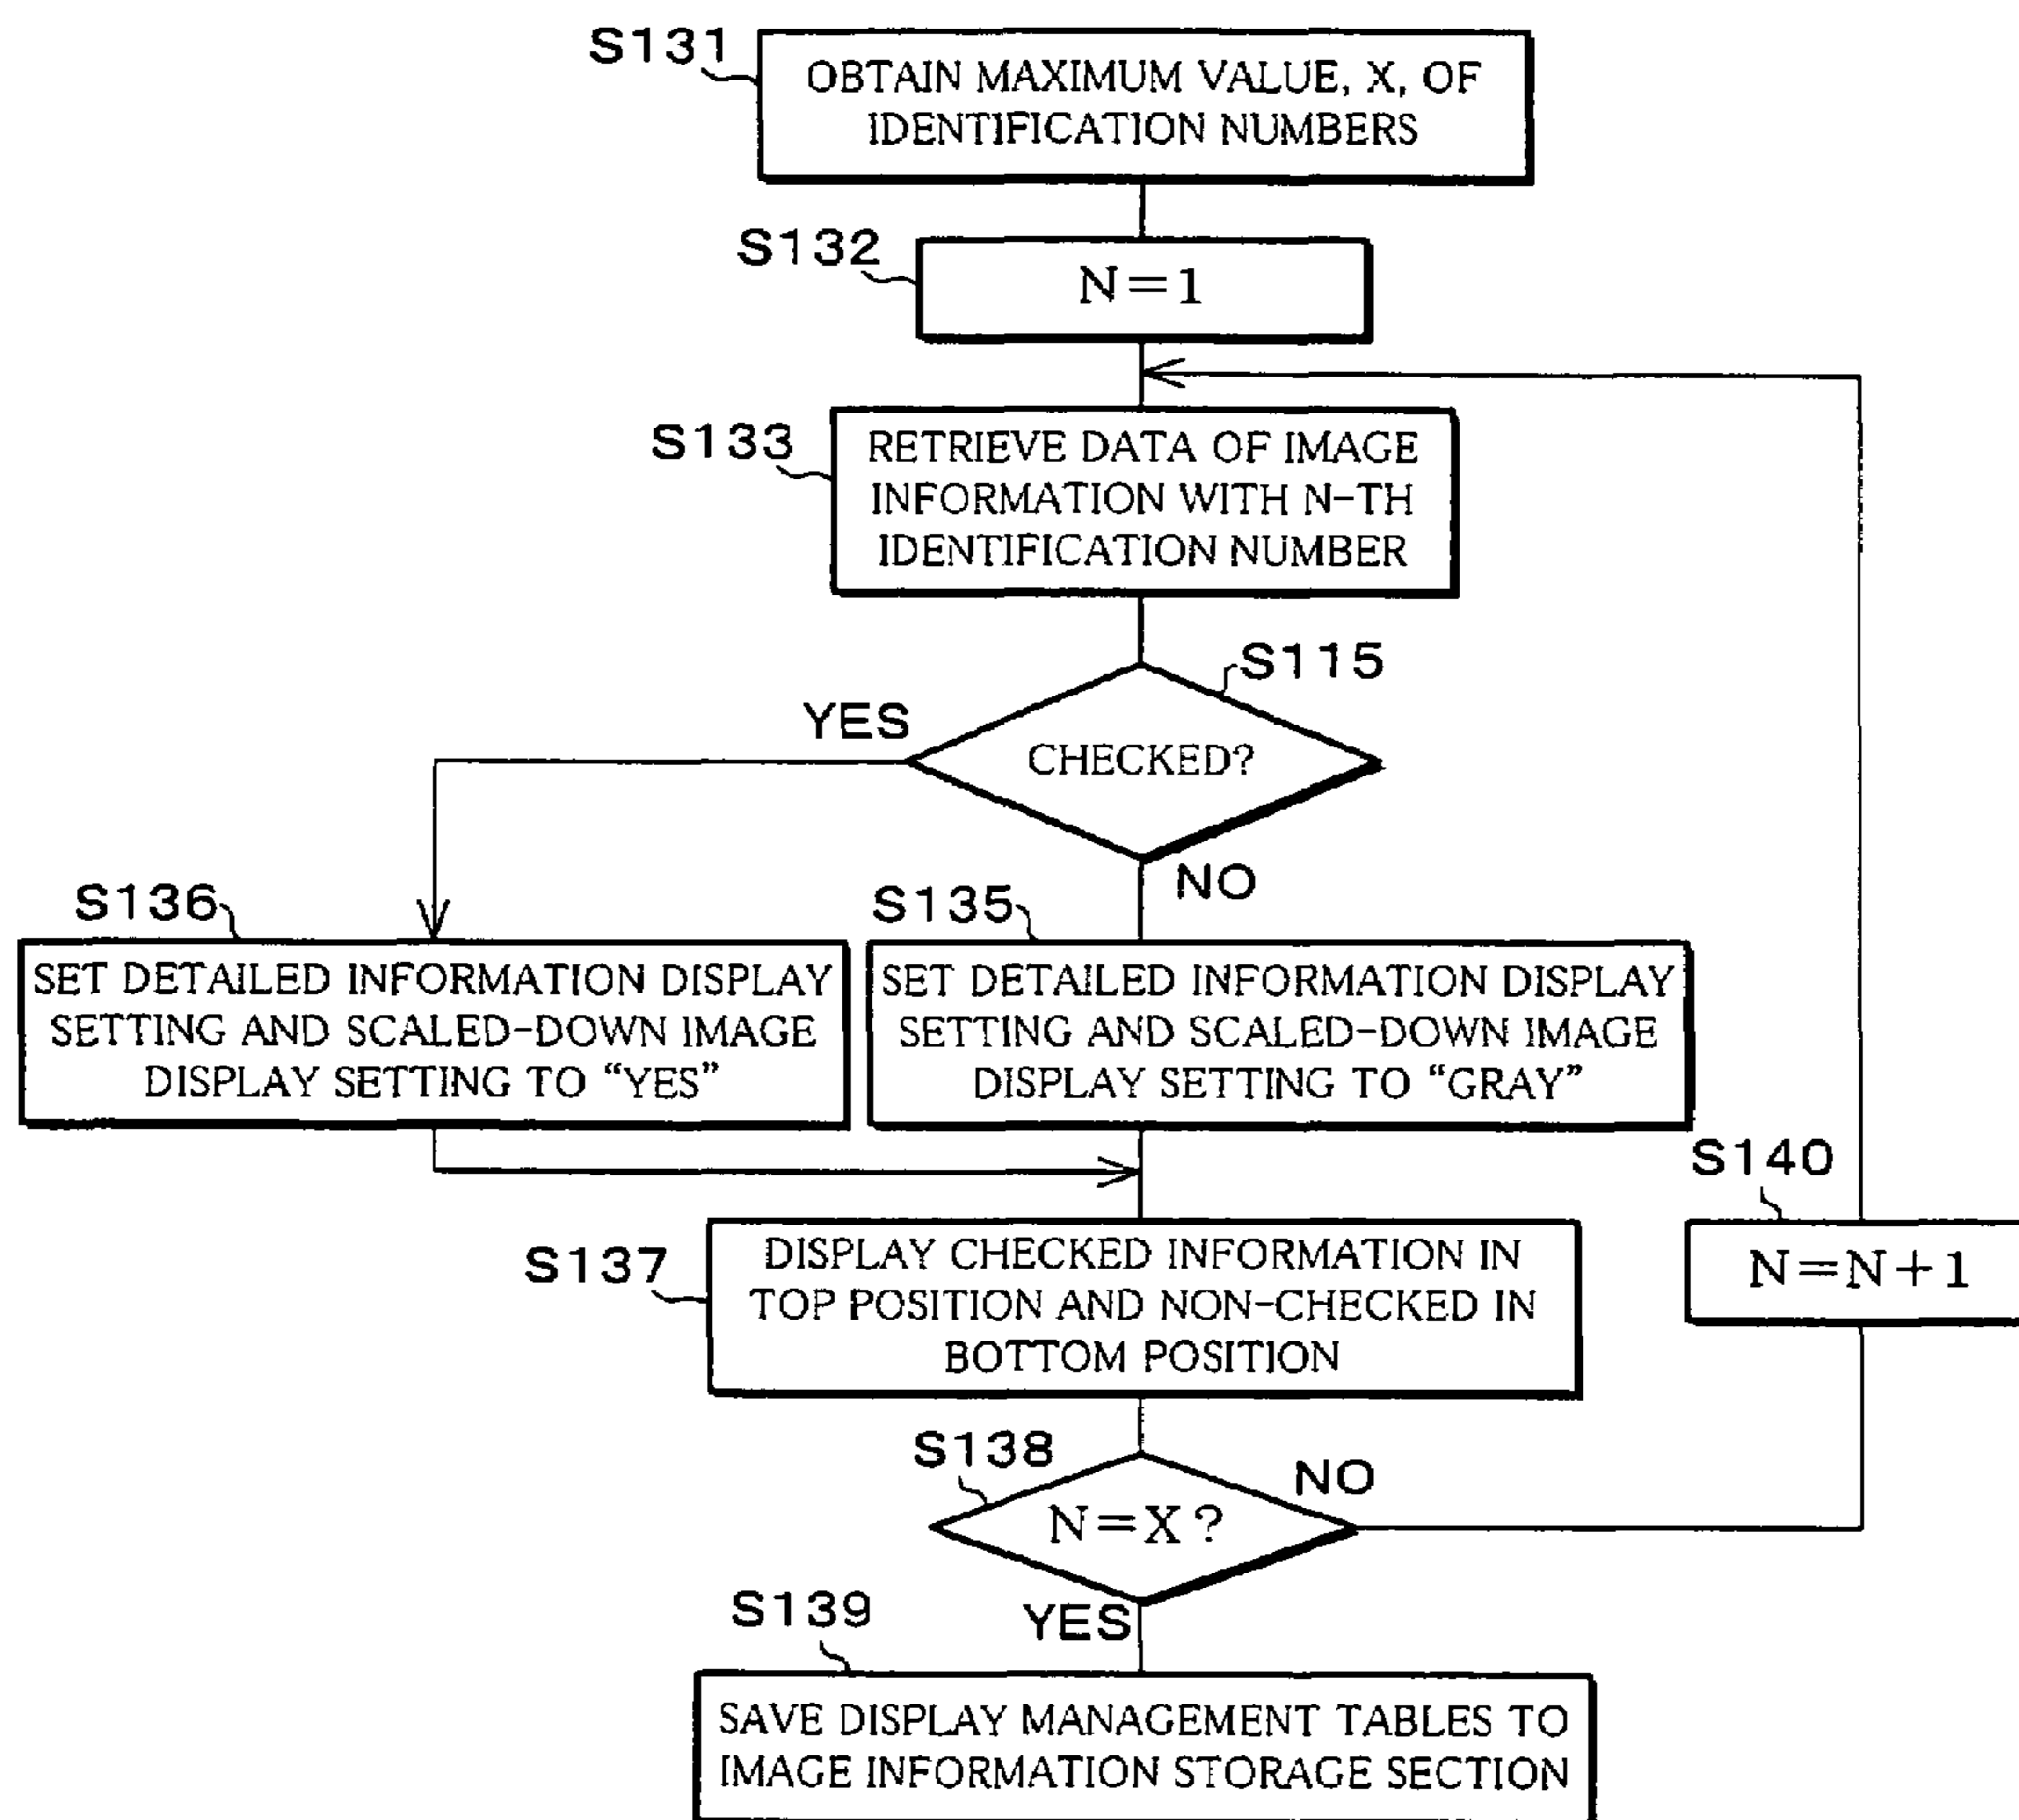 S131
OBTAIN MAXIMUM VALUE, X, OF
IDENTIFICATION NUMBERS
S132
N=1
S133
RETRIEVE DATA OF IMAGE
INFORMATION WITH N-TH
IDENTIFICATION NUMBER
S115
YES
CHECKED?
NO
S136
SET DETAILED INFORMATION DISPLAY
SETTING AND SCALED-DOWN IMAGE
DISPLAY SETTING TO “YES”
S135
SET DETAILED INFORMATION DISPLAY
SETTING AND SCALED-DOWN IMAGE
DISPLAY SETTING TO “GRAY”
S140
N=N+1
S137
DISPLAY CHECKED INFORMATION IN
TOP POSITION AND NON-CHECKED IN
BOTTOM POSITION
S138
N=X?
NO
YES
S139
SAVE DISPLAY MANAGEMENT TABLES TO
IMAGE INFORMATION STORAGE SECTION